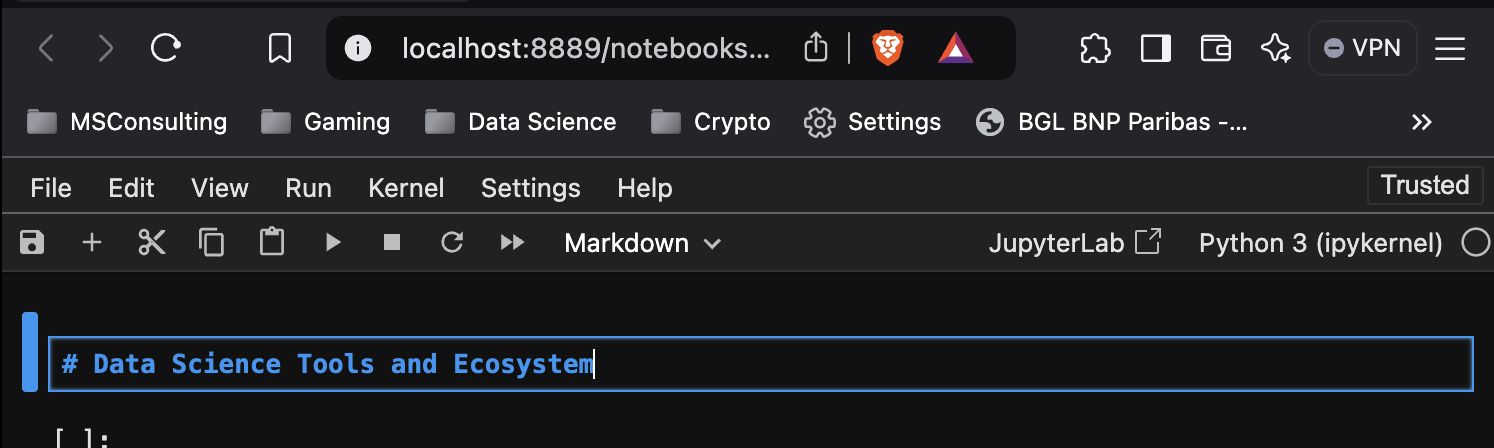 localhost:8889/notebooks... VPN
MSConsulting Gaming Data Science Crypto Settings BGL BNP Paribas -...
File Edit View Run Kernel Settings Help Trusted
Markdown JupyterLab Python 3 (ipykernel)
# Data Science Tools and Ecosystem
[ ]: